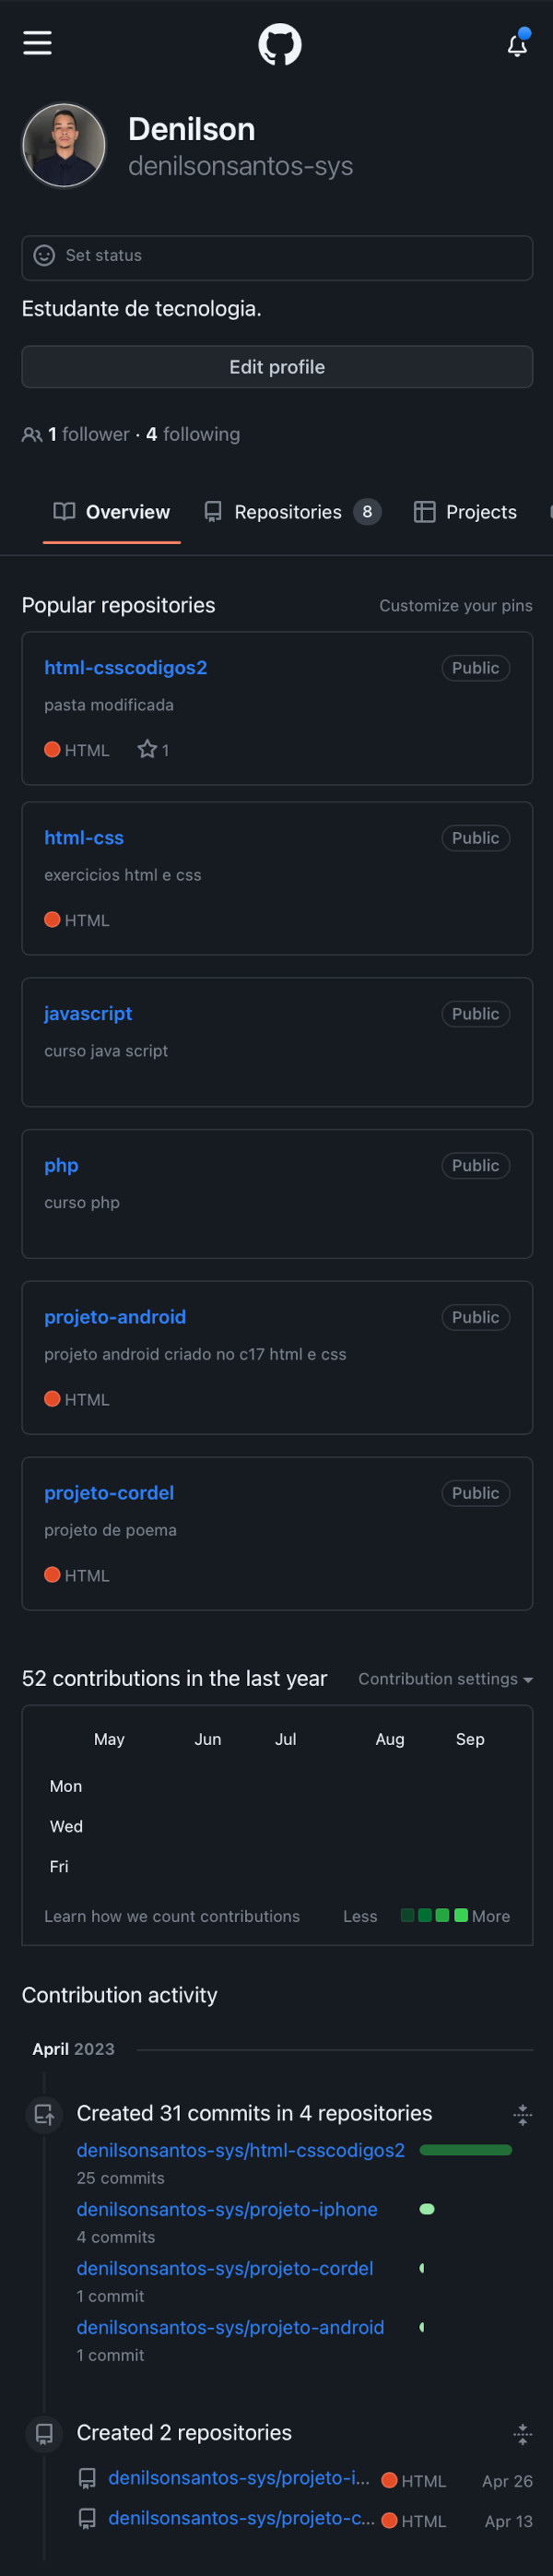 Denilson
denilsonsantos-sys
Set status
Estudante de tecnologia.
Edit profile
1 follower · 4 following
Overview Repositories 8 Projects
Popular repositories Customize your pins
html-csscodigos2 Public
pasta modificada
HTML 1
html-css Public
exercicios html e css
HTML
javascript Public
curso java script
php Public
curso php
projeto-android Public
projeto android criado no c17 html e css
HTML
projeto-cordel Public
projeto de poema
HTML
52 contributions in the last year Contribution settings
May Jun Jul Aug Sep
Mon
Wed
Fri
Learn how we count contributions Less More
Contribution activity
April 2023
Created 31 commits in 4 repositories
denilsonsantos-sys/html-csscodigos2
25 commits
denilsonsantos-sys/projeto-iphone
4 commits
denilsonsantos-sys/projeto-cordel
1 commit
denilsonsantos-sys/projeto-android
1 commit
Created 2 repositories
denilsonsantos-sys/projeto-i... HTML Apr 26
denilsonsantos-sys/projeto-c... HTML Apr 13